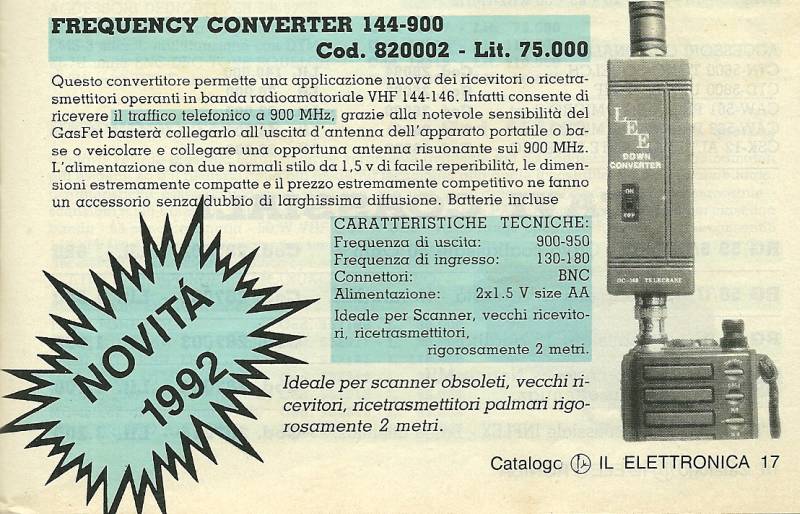 FREQUENCY CONVERTER 144-900
Cod. 820002 - Lit. 75.000
Questo convertitore permette una applicazione nuova dei ricevitori o ricetra-
smettitori operanti in banda radioamatoriale VHF 144-146. Infatti consente di
ricevere il traffico telefonico a 900 MHz, grazie alla notevole sensibilità del
GasFet basterà collegarlo all'uscita d'antenna dell'apparato portatile o ba-
se o veicolare e collegare una opportuna antenna risuonante sui 900 MHz.
L'alimentazione con due normali stilo da 1,5 v di facile reperibilità, le dimen-
sioni estremamente compatte e il prezzo estremamente competitivo ne fanno
un accessorio senza dubbio di larghissima diffusione. Batterie incluse
CARATTERISTICHE TECNICHE:
Frequenza di uscita: 900-950
Frequenza di ingresso: 130-180
Connettori: BNC
Alimentazione: 2x1.5 V size AA
Ideale per Scanner, vecchi ricevito-
ri, ricetrasmettitori,
rigorosamente 2 metri.
NOVITÁ
1992
Ideale per scanner obsoleti, vecchi ri-
cevitori, ricetrasmettitori palmari rigo-
rosamente 2 metri.
LEE
DOWN
CONVERTER
ON
OFF
TELECRANE
Catalogo IL ELETTRONICA 17